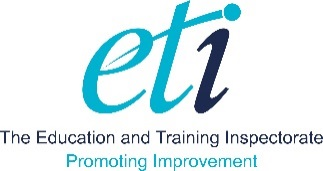 eti
The Education and Training Inspectorate
Promoting Improvement